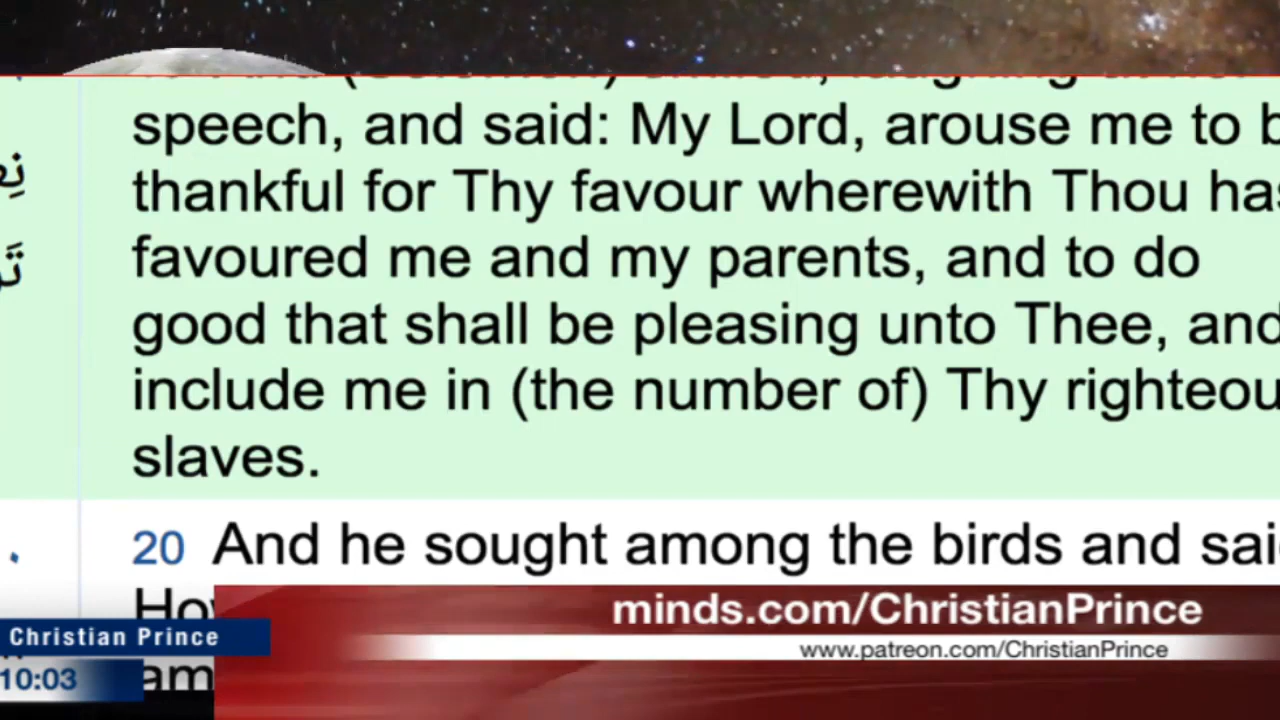 speech, and said: My Lord, arouse me to
thankful for Thy favour wherewith Thou
favoured me and my parents, and to do
good that shall be pleasing unto Thee, and
include me in (the number of) Thy
slaves.
20 And he sought among the birds and
minds.com/ChristianPrince
Christian Prince
www.patreon.com/ChristianPrince
10:03